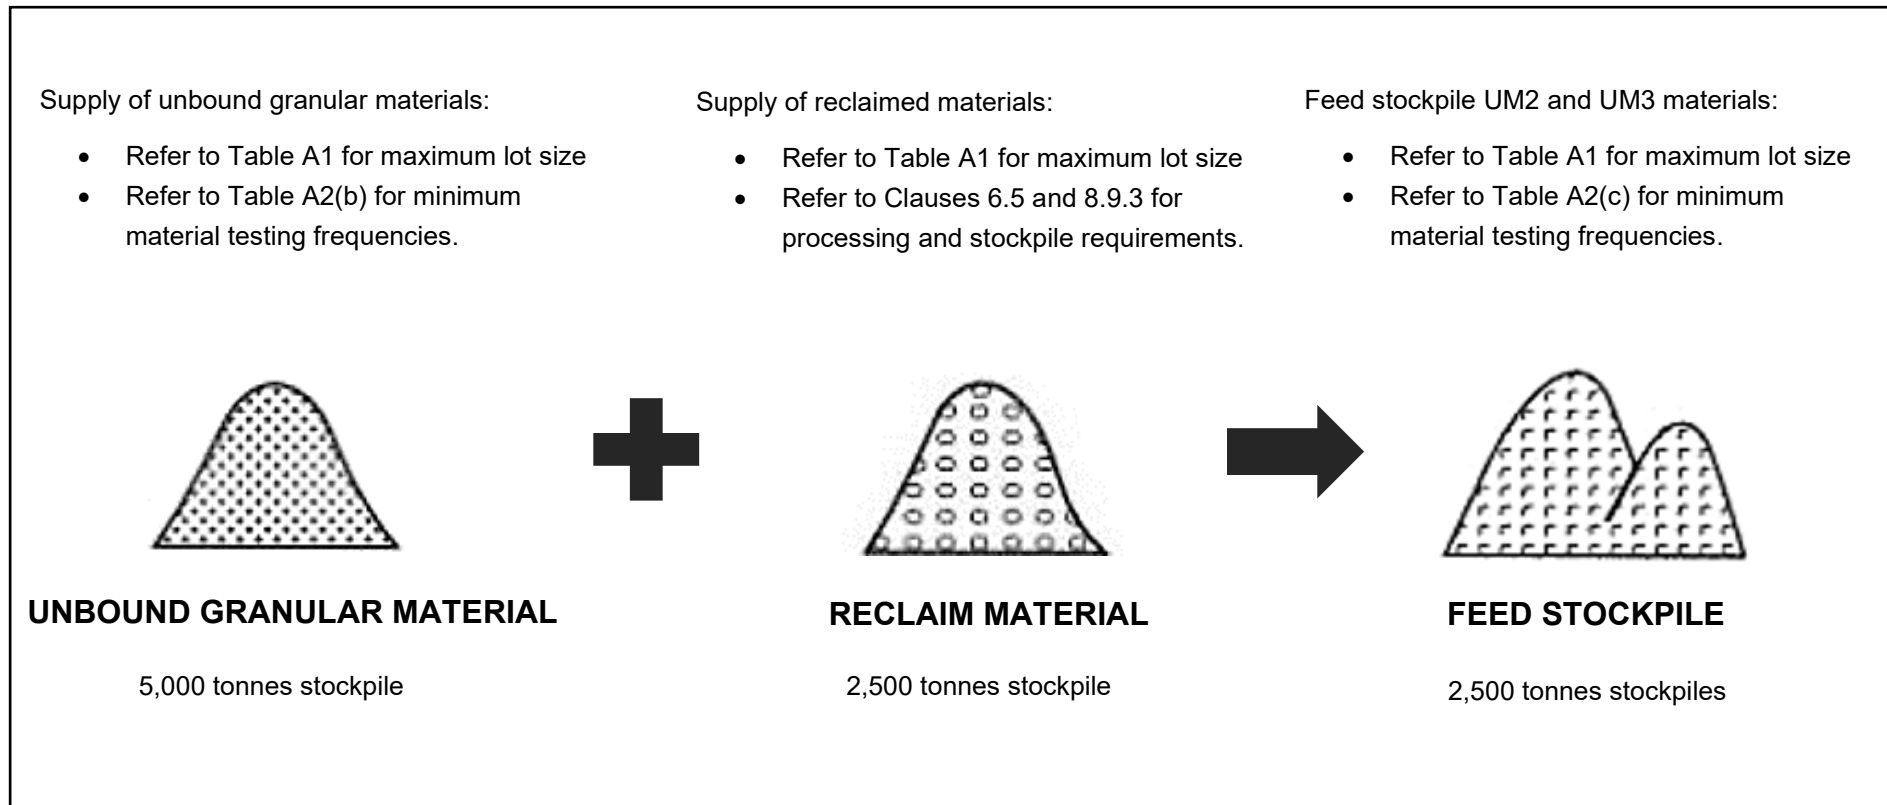 Supply of unbound granular materials:
• Refer to Table A1 for maximum lot size
• Refer to Table A2(b) for minimum
material testing frequencies.
Supply of reclaimed materials:
• Refer to Table A1 for maximum lot size
• Refer to Clauses 6.5 and 8.9.3 for
processing and stockpile requirements.
Feed stockpile UM2 and UM3 materials:
• Refer to Table A1 for maximum lot size
• Refer to Table A2(c) for minimum
material testing frequencies.
UNBOUND GRANULAR MATERIAL
5,000 tonnes stockpile
RECLAIM MATERIAL
2,500 tonnes stockpile
FEED STOCKPILE
2,500 tonnes stockpiles